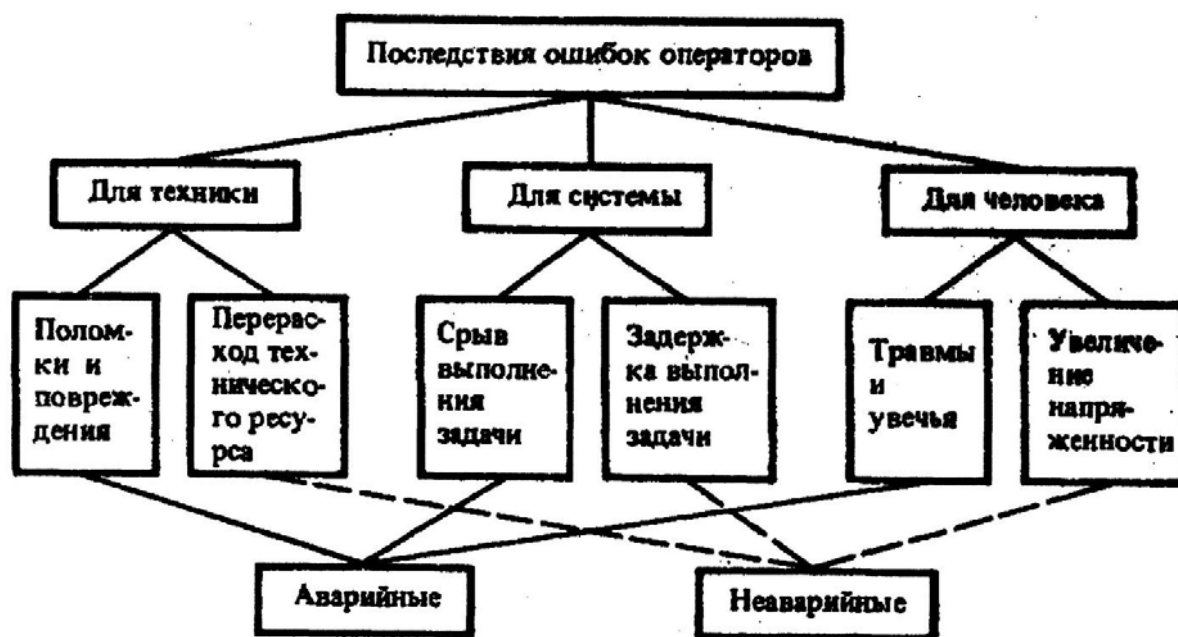 Последствия ошибок операторов
Для техники
Для системы
Для человека
Полом-
ки и
повреж-
дения
Перерас-
ход тех-
ническо-
го ресу-
рса
Срыв
выполне-
ния
задачи
Задерж-
ка выпол-
нения
задачи
Травмы
и
увечья
Увеличе-
ние
напря-
женности
Аварийные
Неаварийные